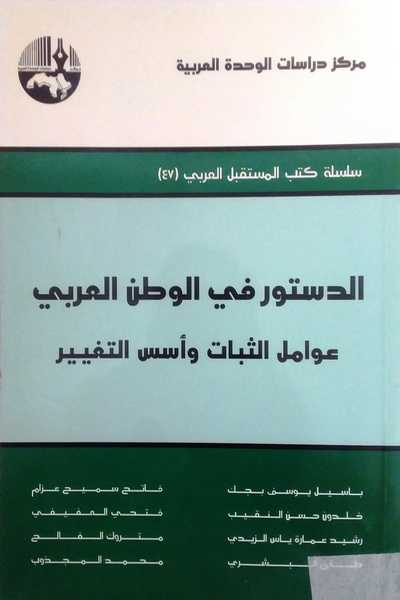 مركز دراسات الوحدة العربية
سلسلة كتب المستقبل العربي (٤٧)
الدستور في الوطن العربي
عوامل الثبات وأسس التغيير
باسيل يوسف بجك
خلدون حسن النقيب
رشيد عمارة ياس الزيدي
طارق البشري
فاتح سميح عزام
فتحي العفيفي
متروك الفالح
محمد المجذوب